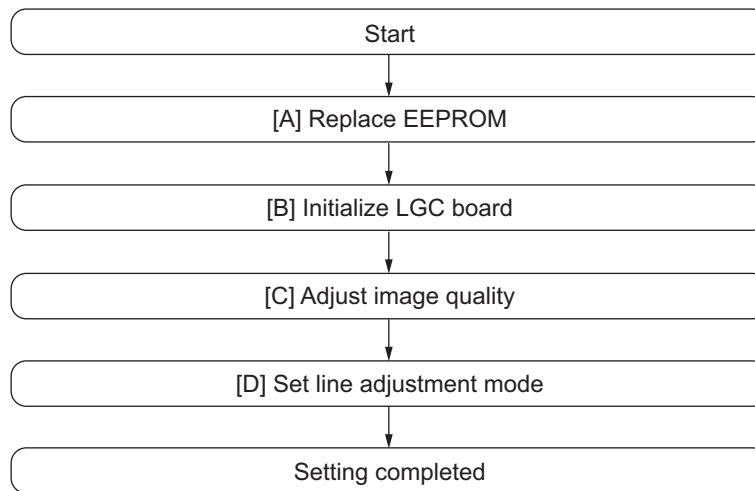 Start
[A] Replace EEPROM
[B] Initialize LGC board
[C] Adjust image quality
[D] Set line adjustment mode
Setting completed